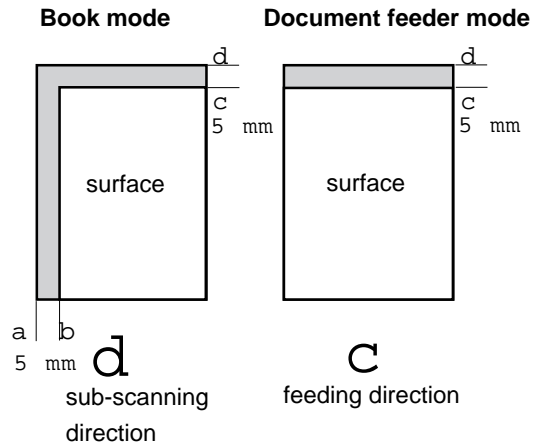 Book mode
Document feeder mode
d
c
5 mm
surface
a b
5 mm
d
sub-scanning
direction
d
c
5 mm
surface
c
feeding direction